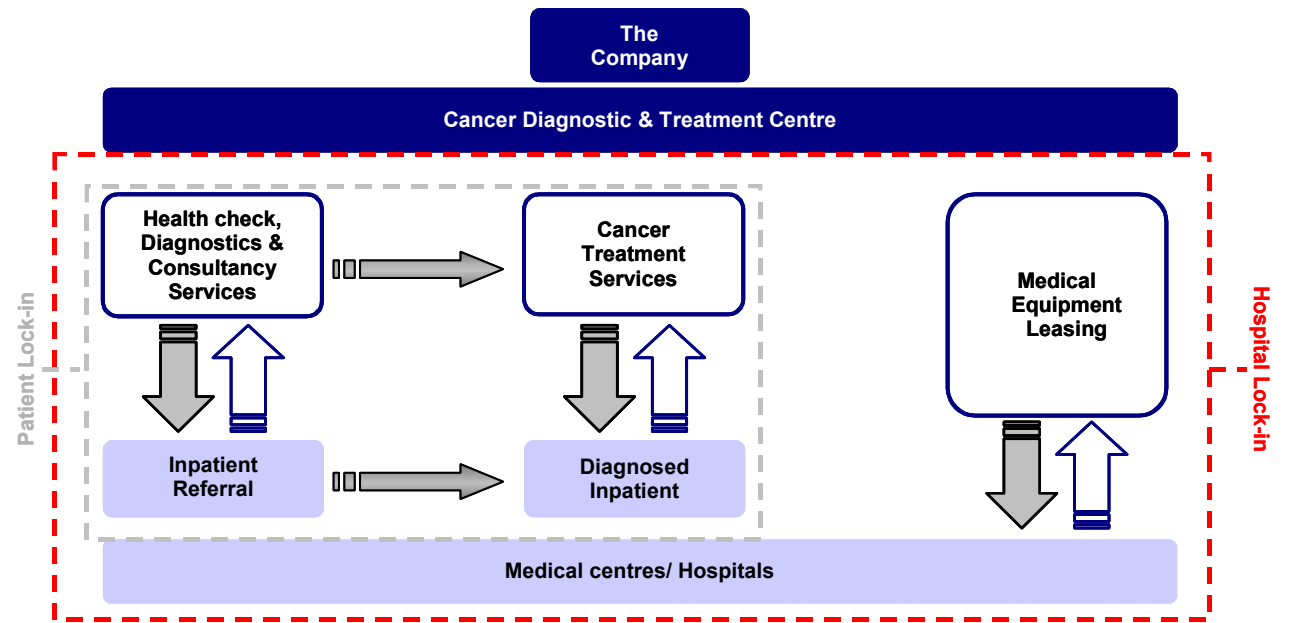 The
Company
Cancer Diagnostic & Treatment Centre
Health check,
Diagnostics &
Consultancy
Services
Cancer
Treatment
Services
Medical
Equipment
Leasing
Patient Lock-in
Hospital Lock-in
Inpatient
Referral
Diagnosed
Inpatient
Medical centres/ Hospitals